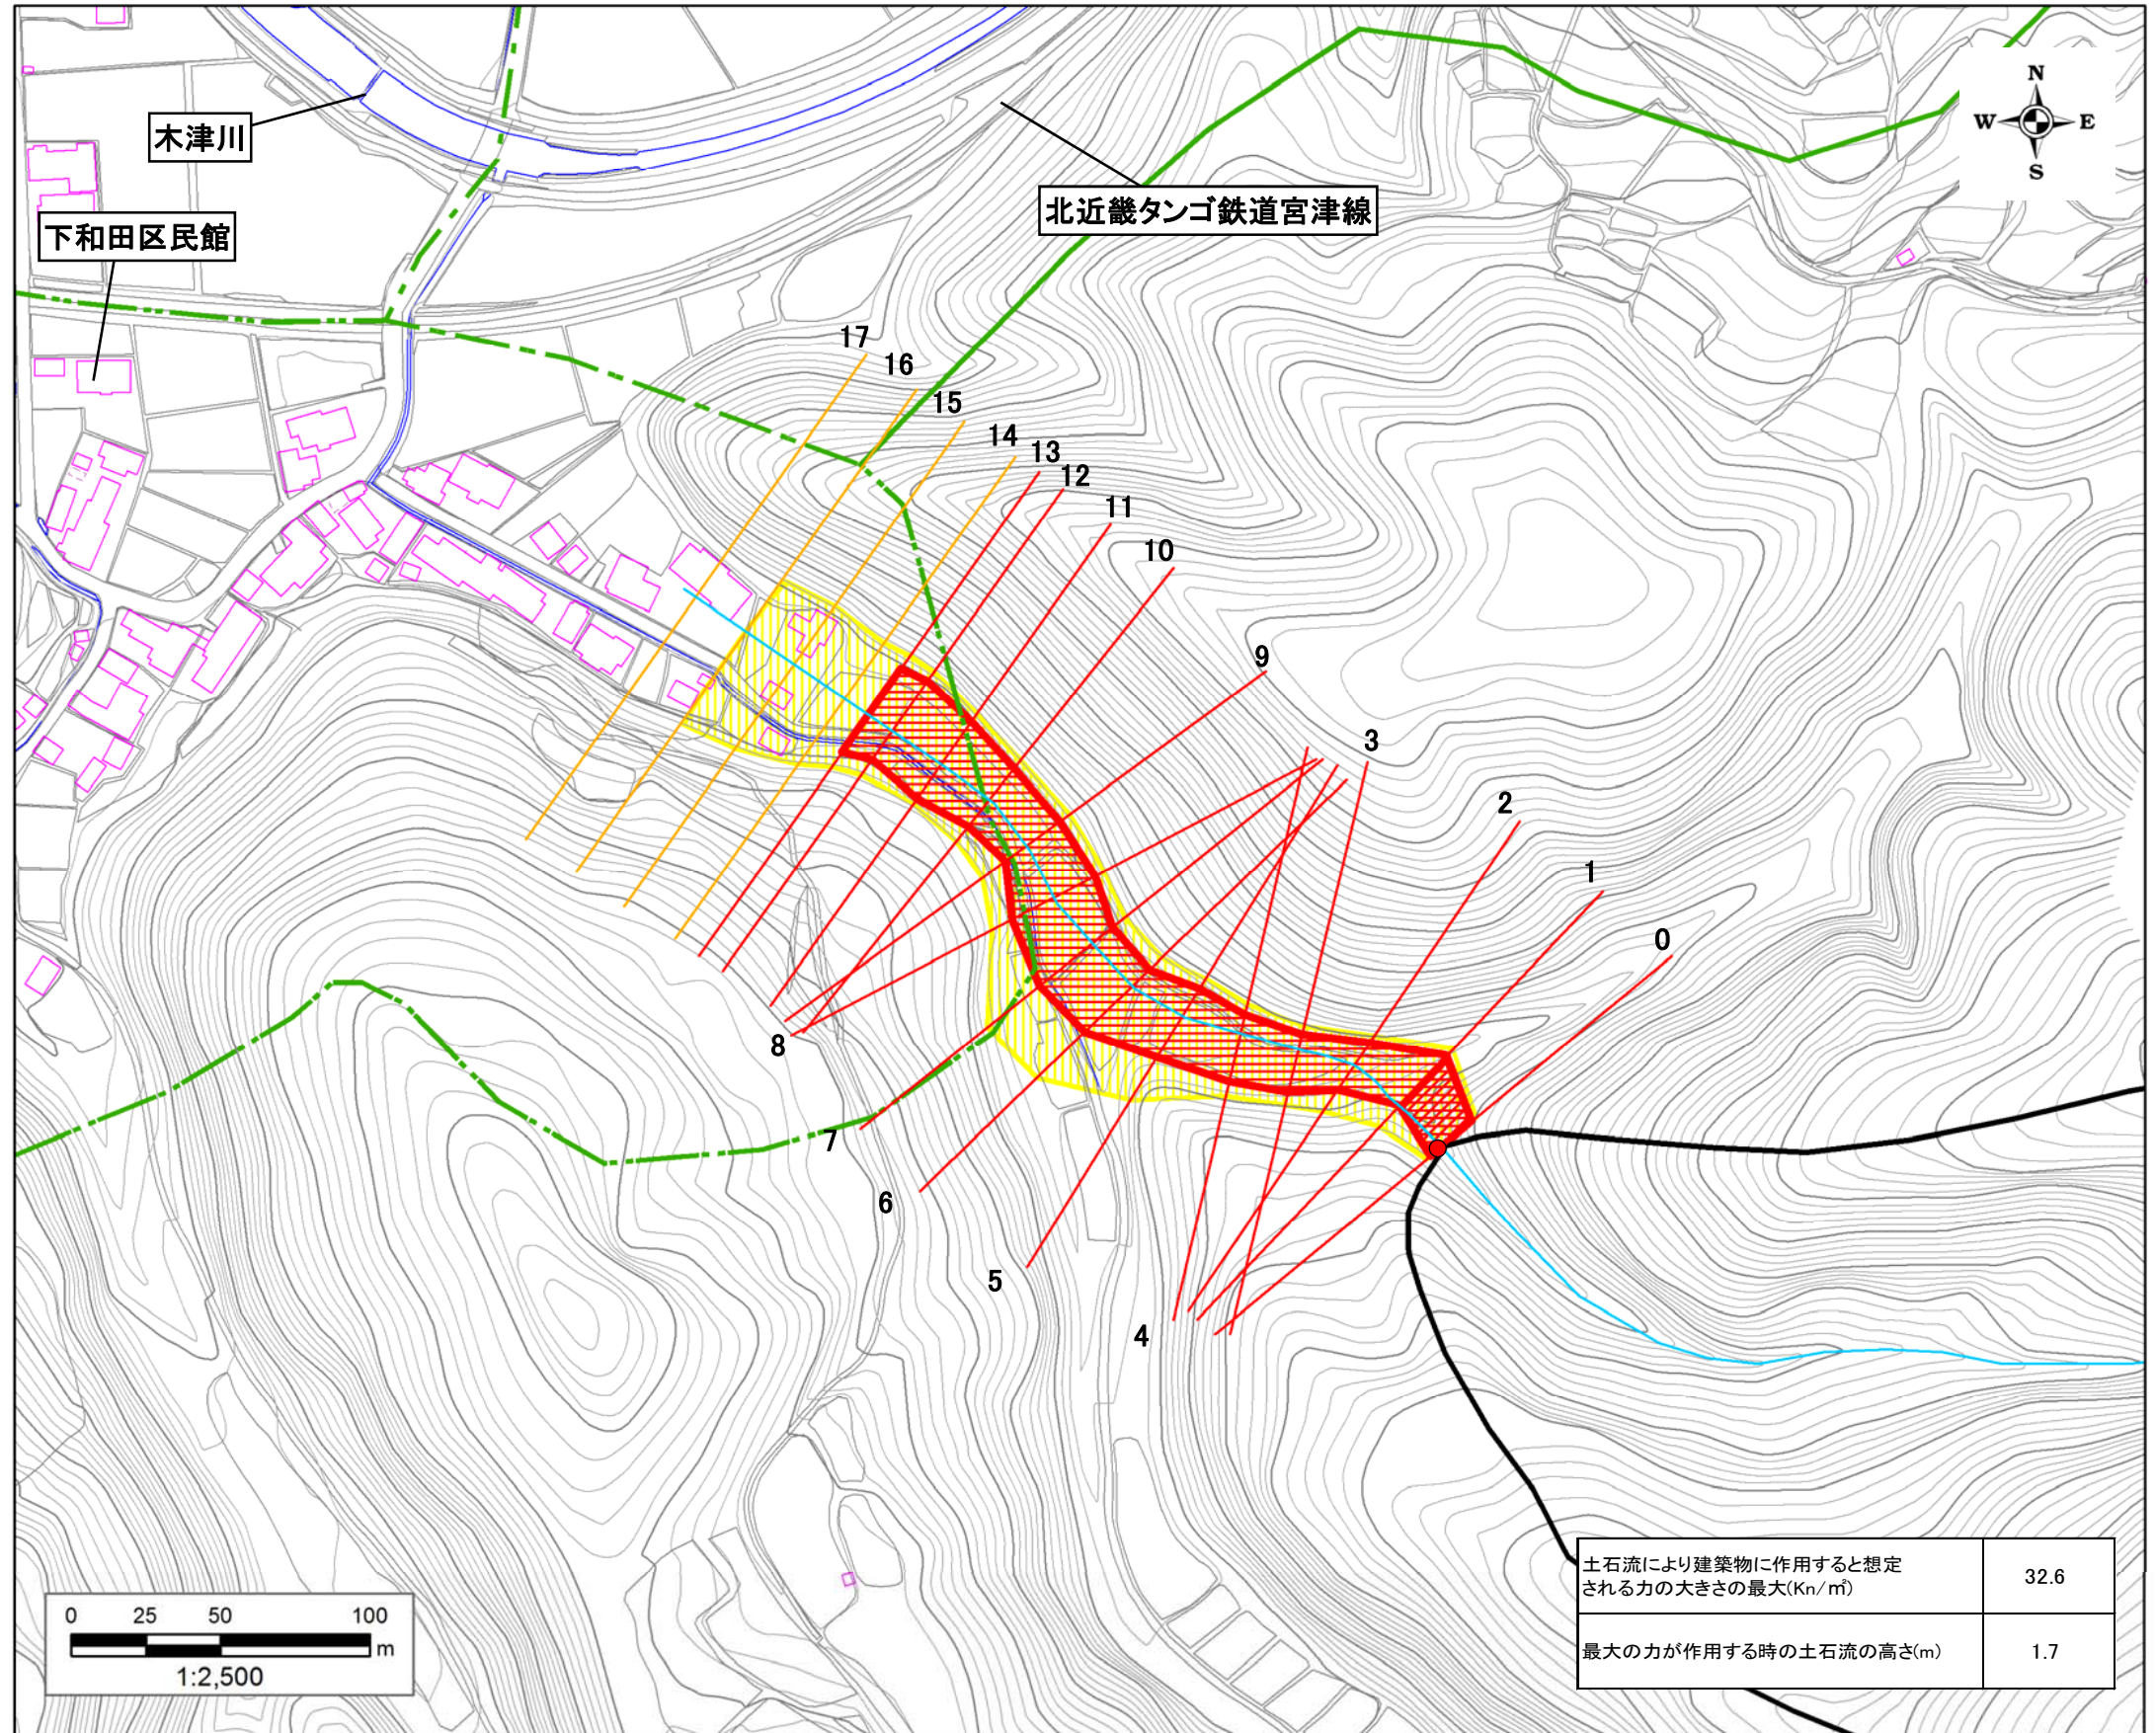 N
W E
S
木津川
北近畿タンゴ鉄道宮津線
下和田区民館
17
16
15
14
13
12
11
10
9
3
2
1
0
8
7
6
5
4
土石流により建築物に作用すると想定
される力の大きさの最大(Kn/㎡) 32.6
最大の力が作用する時の土石流の高さ(m) 1.7
0 25 50 100
m
1:2,500